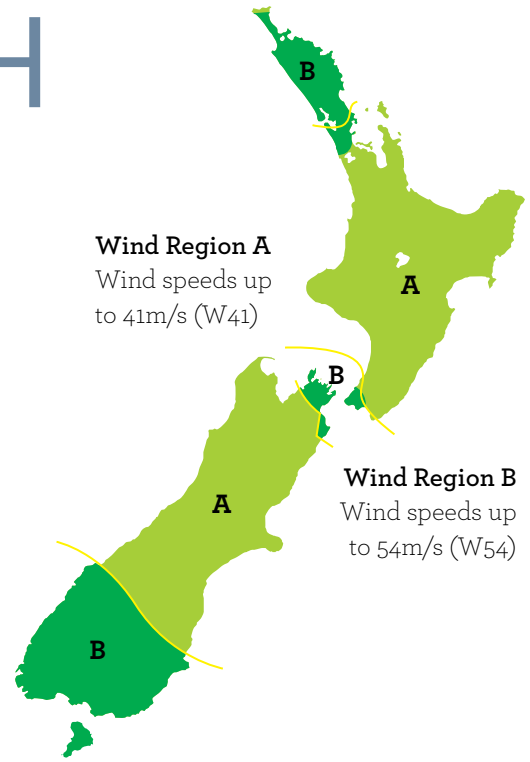 B
Wind Region A
Wind speeds up
to 41m/s (W41)
A
B
Wind Region B
Wind speeds up
to 54m/s (W54)
A
B